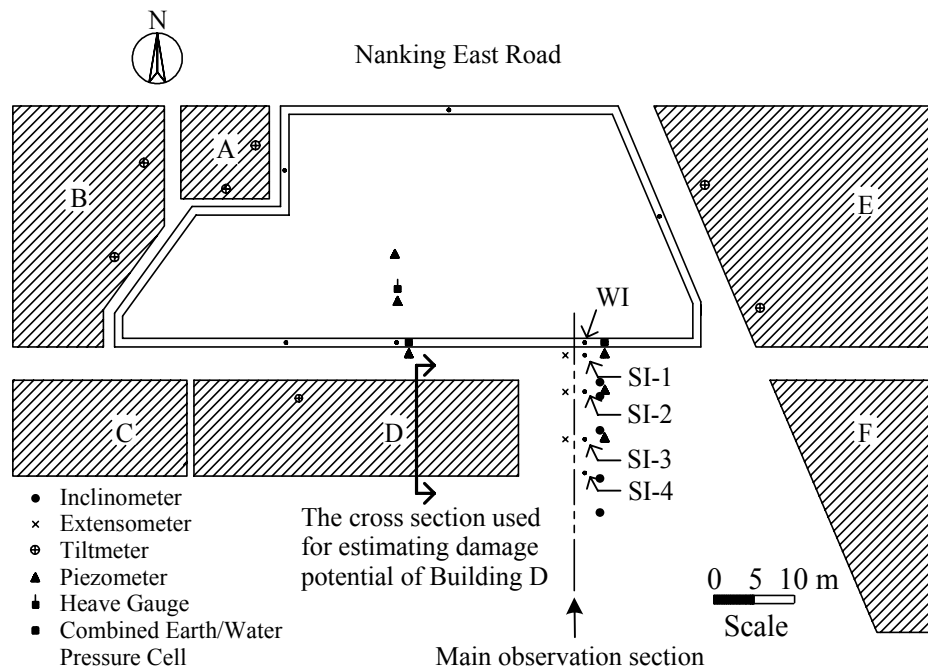 N
Nanking East Road
A
B
E
WI
SI-1
SI-2
C
D
F
SI-3
SI-4
Inclinometer
Extensometer
Tiltmeter
Piezometer
Heave Gauge
Combined Earth/Water
Pressure Cell
The cross section used
for estimating damage
potential of Building D
0 5 10 m
Scale
Main observation section